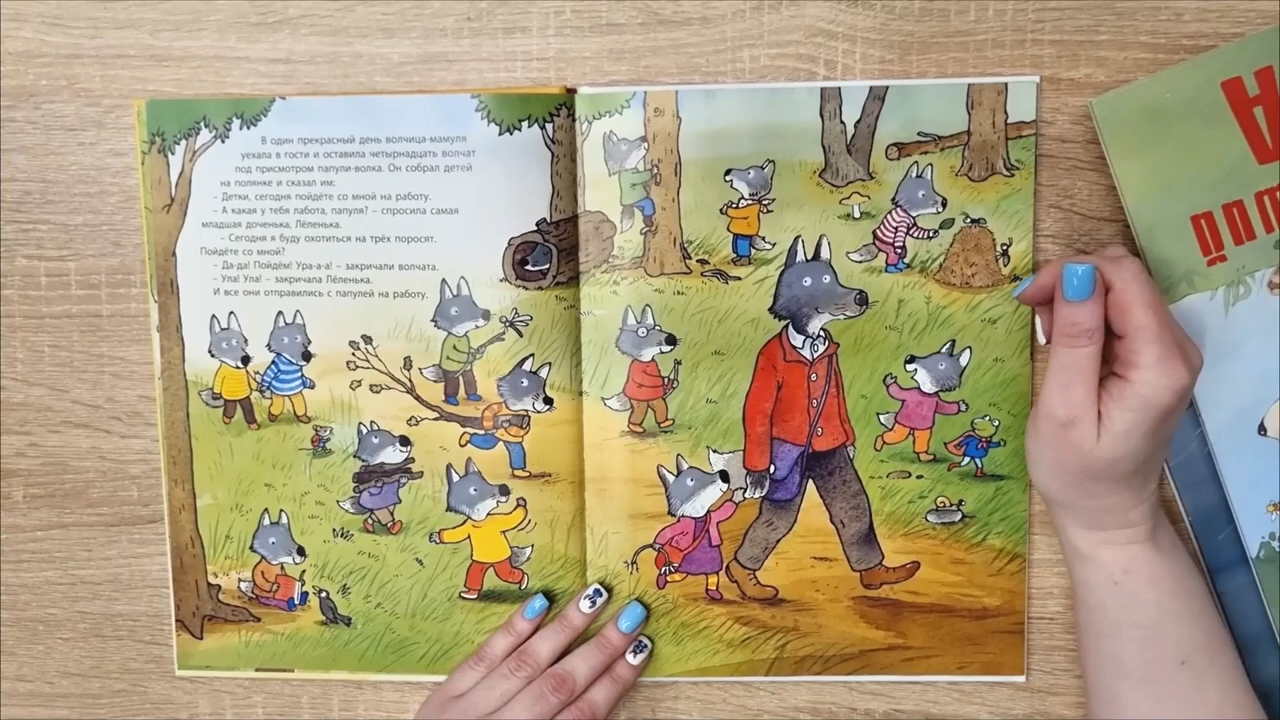 В один прекрасный день волчица-мамуля
уехала в гости и оставила четырнадцать волчат
под присмотром папули-волка. Он собрал детей
на полянке и сказал им:
– Детки, сегодня пойдёте со мной на работу.
– А какая у тебя лабота, папуля? – спросила самая
младшая доченька, Лёленька.
– Сегодня я буду охотиться на трёх поросят.
Пойдёте со мной?
– Да-да! Пойдём! Ура-а-а! – закричали волчата.
– Ула! Ула! – закричала Лёленька.
И все они отправились с папулей на работу.